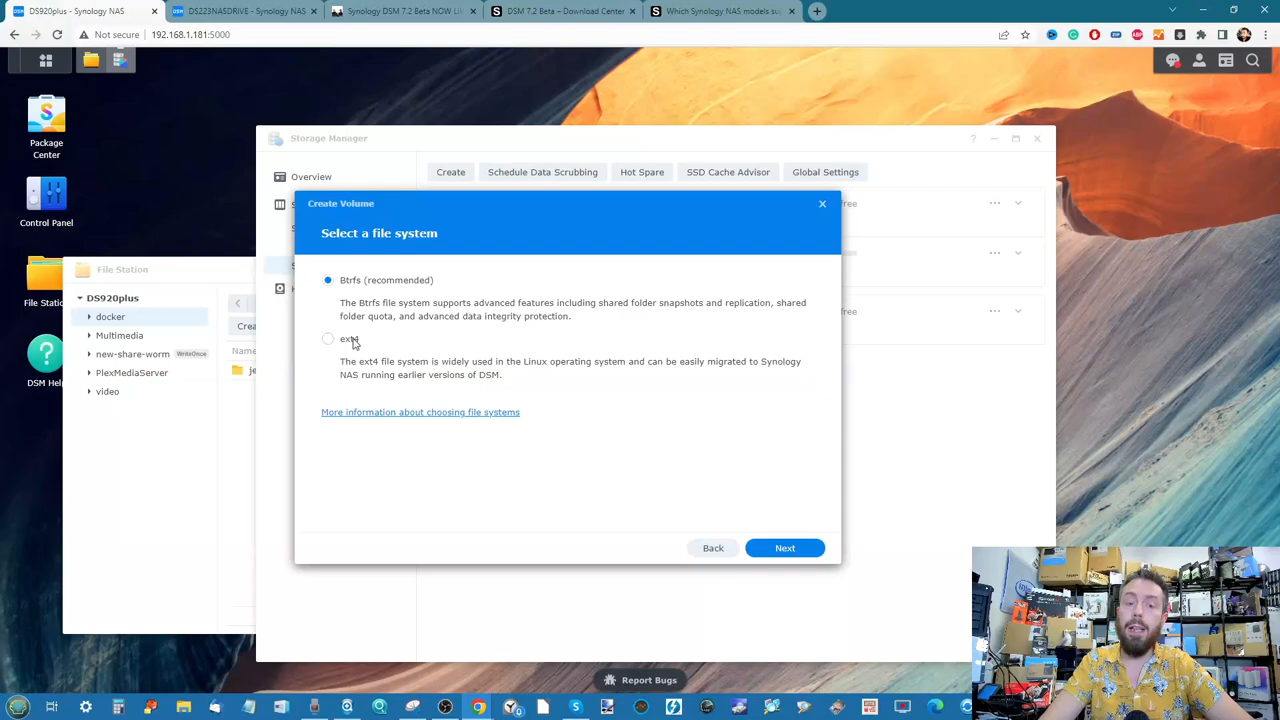 DS920plus - Synology NAS
DS223NASDRIVE - Synology NAS
Synology DSM 7.2 Beta NOW LI
DSM 7.2 Beta – Download Center
Which Synology NAS models su
Not secure
192.168.1.181:5000
Package
Center
Control Panel
File Station
DS920plus
docker
Multimedia
new-share-worm WriteOnce
PlexMediaServer
video
File Statio
DSM Help
Crea
Name
je
Storage Manager
Overview
Create
Schedule Data Scrubbing
Hot Spare
SSD Cache Advisor
Global Settings
free
free
Create Volume
Select a file system
Btrfs (recommended)
The Btrfs file system supports advanced features including shared folder snapshots and replication, shared
folder quota, and advanced data integrity protection.
ext4
The ext4 file system is widely used in the Linux operating system and can be easily migrated to Synology
NAS running earlier versions of DSM.
More information about choosing file systems
Back
Next
Report Bugs